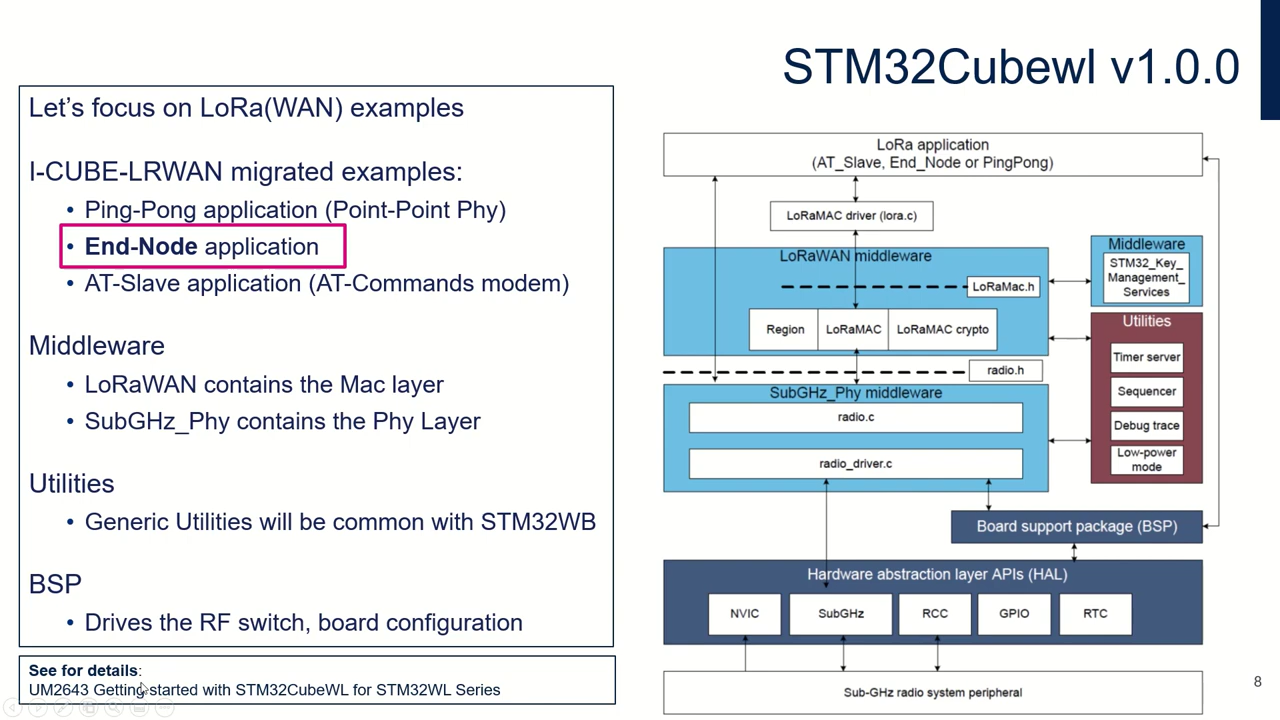 STM32Cubewl v1.0.0
Let's focus on LoRa(WAN) examples
I-CUBE-LRWAN migrated examples:
• Ping-Pong application (Point-Point Phy)
• End-Node application
• AT-Slave application (AT-Commands modem)
Middleware
• LoRaWAN contains the Mac layer
• SubGHz_Phy contains the Phy Layer
Utilities
• Generic Utilities will be common with STM32WB
BSP
• Drives the RF switch, board configuration
See for details:
UM2643 Getting started with STM32CubeWL for STM32WL Series
LoRa application
(AT_Slave, End_Node or PingPong)
LoRaMAC driver (lora.c)
LoRaWAN middleware
LoRaMac.h
Region
LoRaMAC
LoRaMAC crypto
Middleware
STM32_Key_
Management_
Services
Utilities
Timer server
Sequencer
Debug trace
Low-power
mode
radio.h
SubGHz_Phy middleware
radio.c
radio_driver.c
Board support package (BSP)
Hardware abstraction layer APIs (HAL)
NVIC
SubGHz
RCC
GPIO
RTC
Sub-GHz radio system peripheral
8